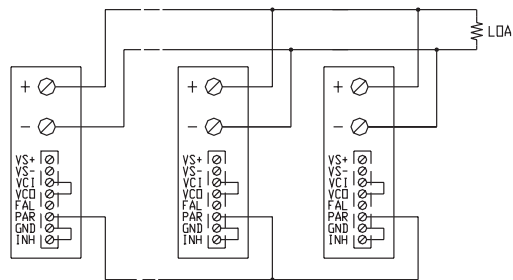 LOA
+ + +
- - -
VS+ VS+ VS+
VS- VS- VS-
VCI VCI VCI
VCO VCO VCO
FAL FAL FAL
PAR PAR PAR
GND GND GND
INH INH INH